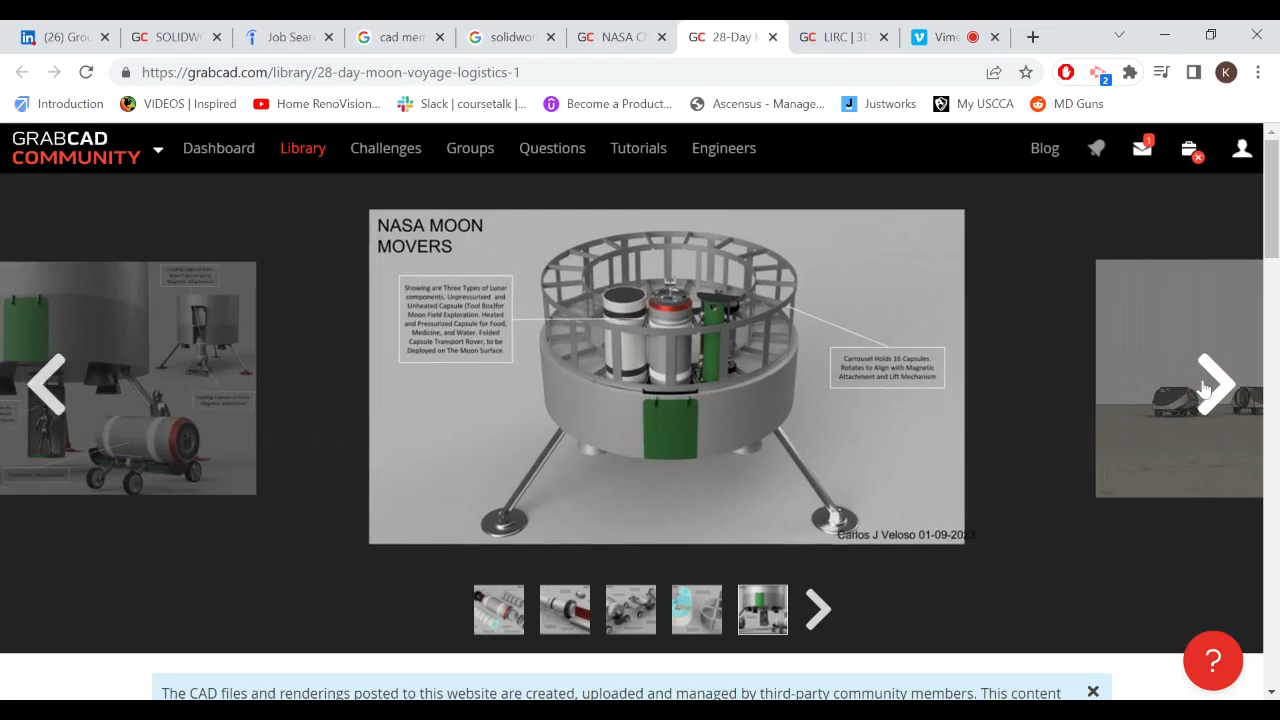 (26) Grou
SOLIDWO
Job Sear
cad mem
solidwork
NASA Ch
28-Day M
LIRC | 3D
Vime
https://grabcad.com/library/28-day-moon-voyage-logistics-1
2
K
Introduction
VIDEOS | Inspired
Home Renovision...
Slack | coursetalk |...
Become a Product...
Ascensus - Manage...
Justworks
My USCCA
MD Guns
GRABCAD
COMMUNITY
Dashboard
Library
Challenges
Groups
Questions
Tutorials
Engineers
Blog
1
NASA MOON
MOVERS
Showing are Three Types of Lunar
components. Unpressurized and
Unheated Capsule (Tool Box)for
Moon Field Exploration. Heated
and Pressurized Capsule for Food,
Medicine, and Water. Folded
Capsule Transport Rover, to be
Deployed on The Moon Surface.
Carrousel Holds 16 Capsules.
Rotates to Align with Magnetic
Attachment and Lift Mechanism
Carlos J Veloso 01-09-2023
?
The CAD files and renderings posted to this website are created, uploaded and managed by third-party community members. This content